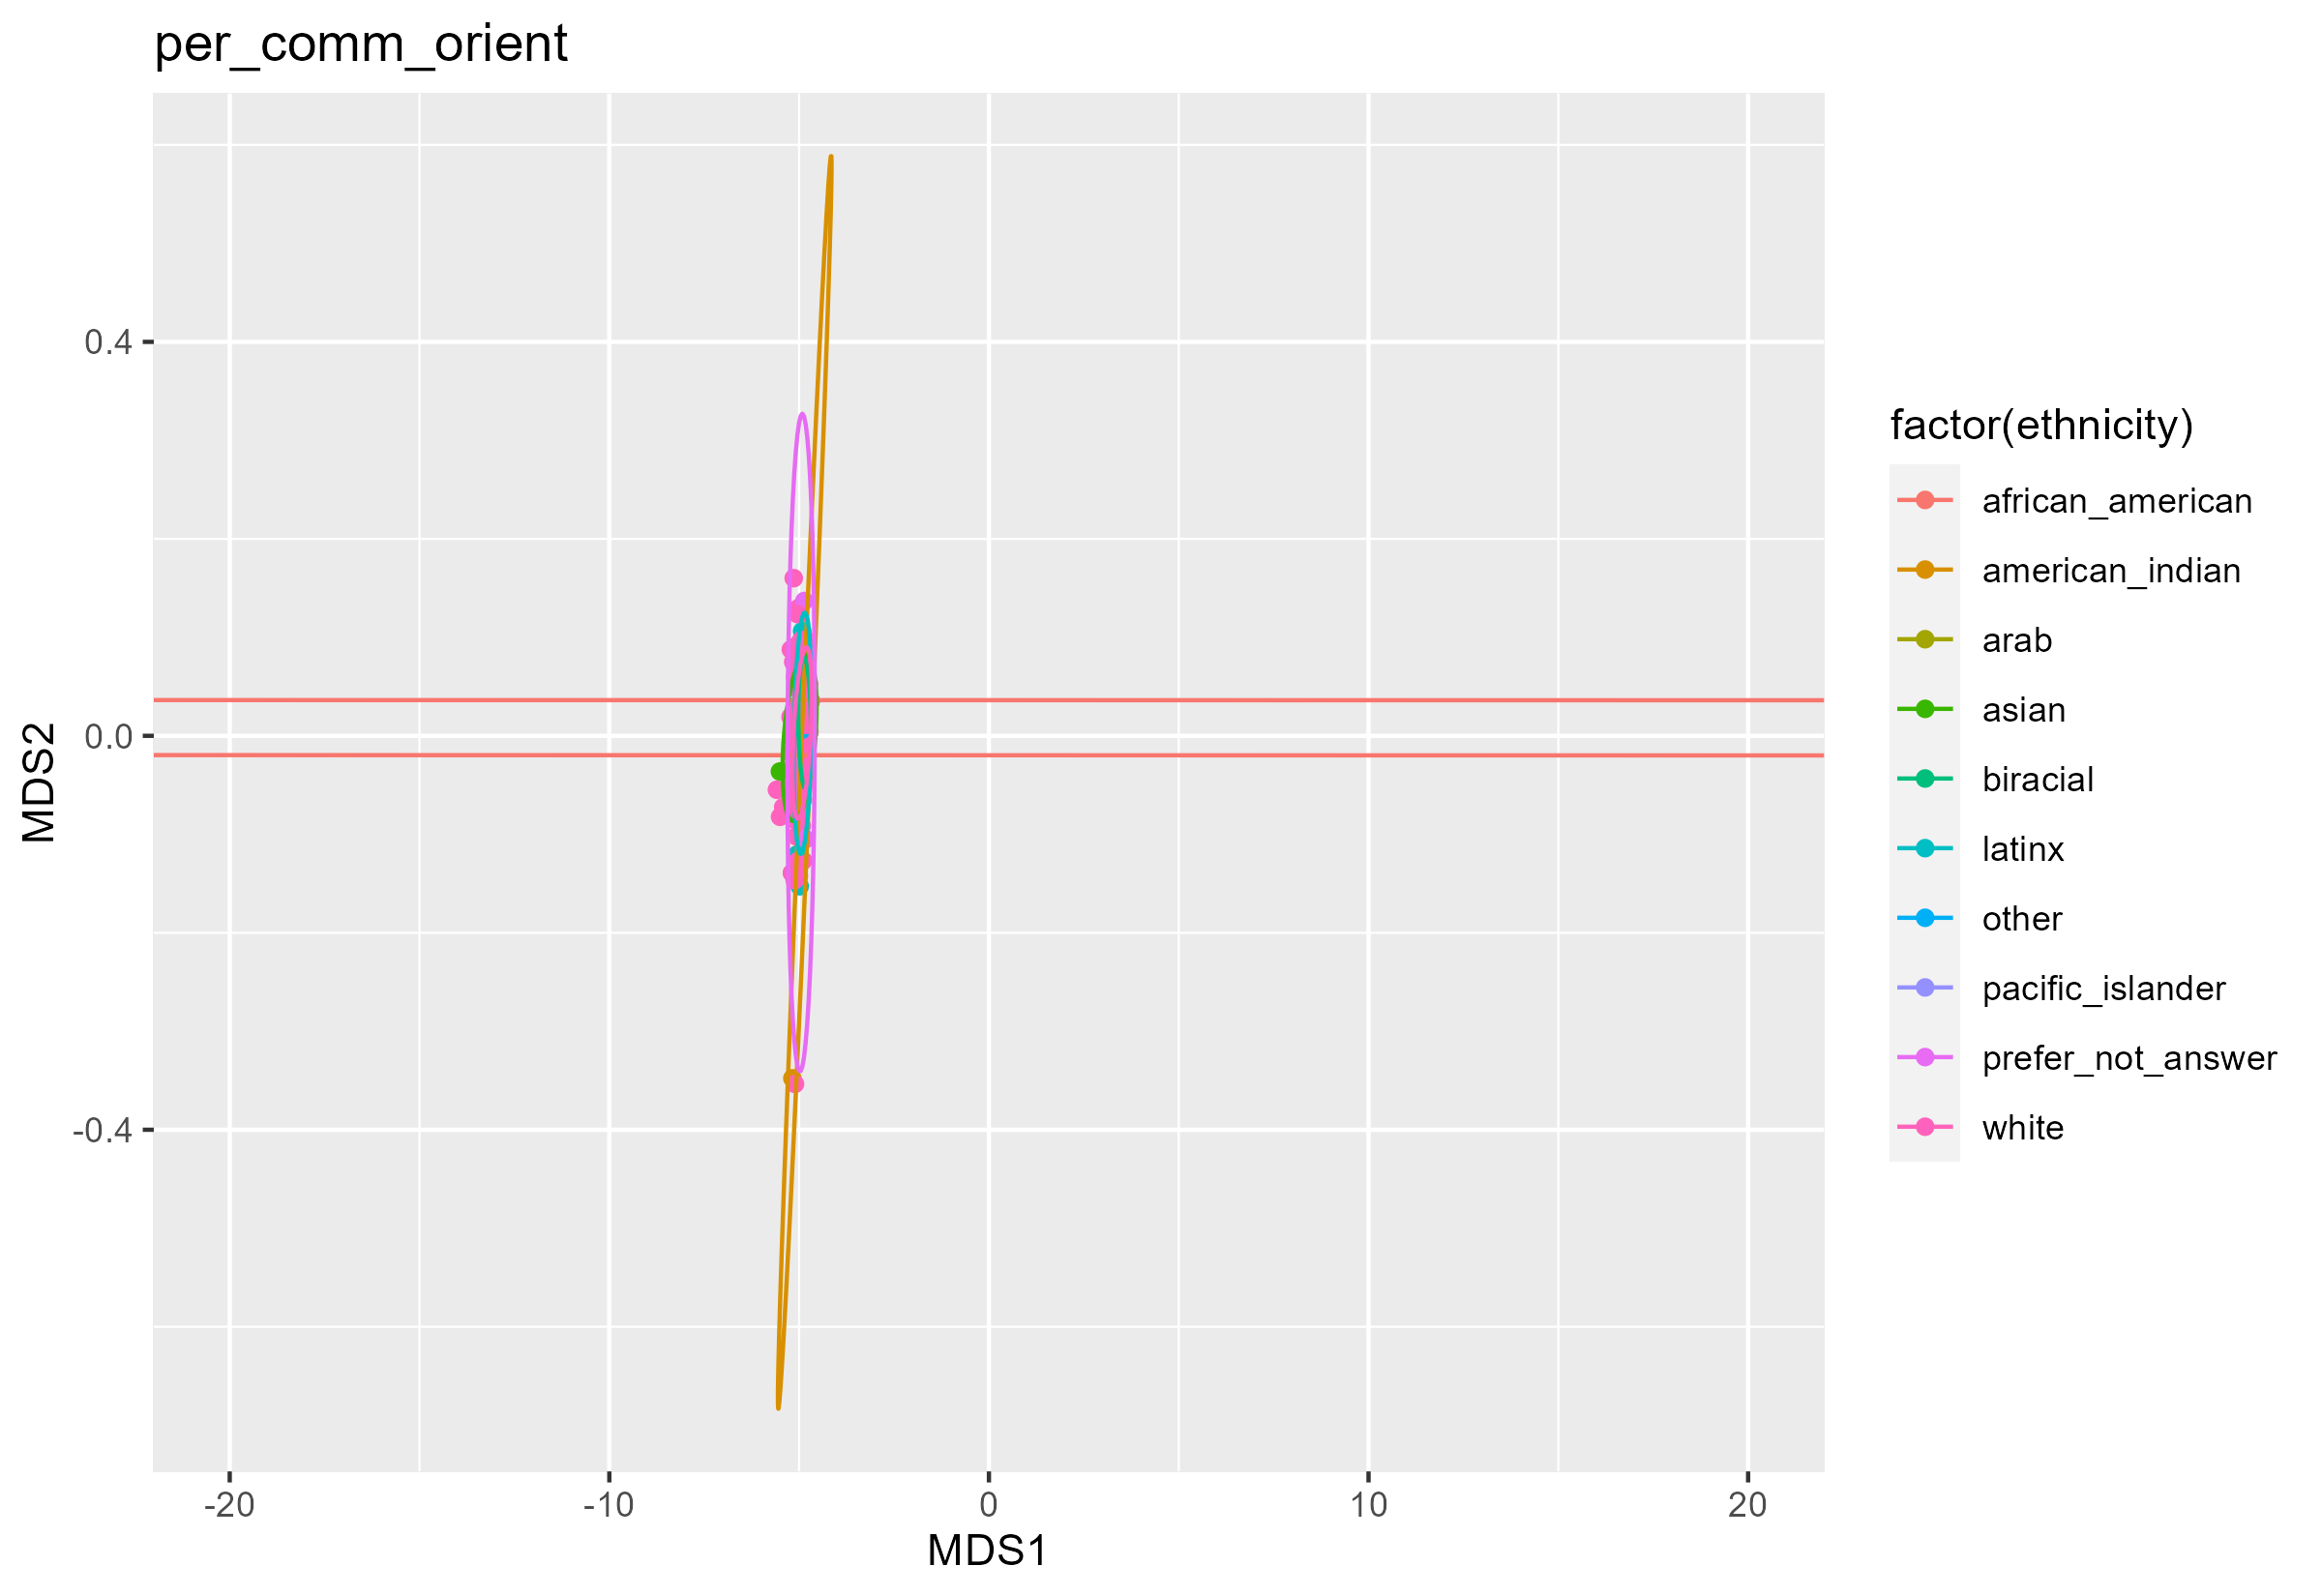 per_comm_orient
0.4
0.0
-0.4
MDS2
-20
-10
0
10
20
MDS1
factor(ethnicity)
african_american
american_indian
arab
asian
biracial
latinx
other
pacific_islander
prefer_not_answer
white